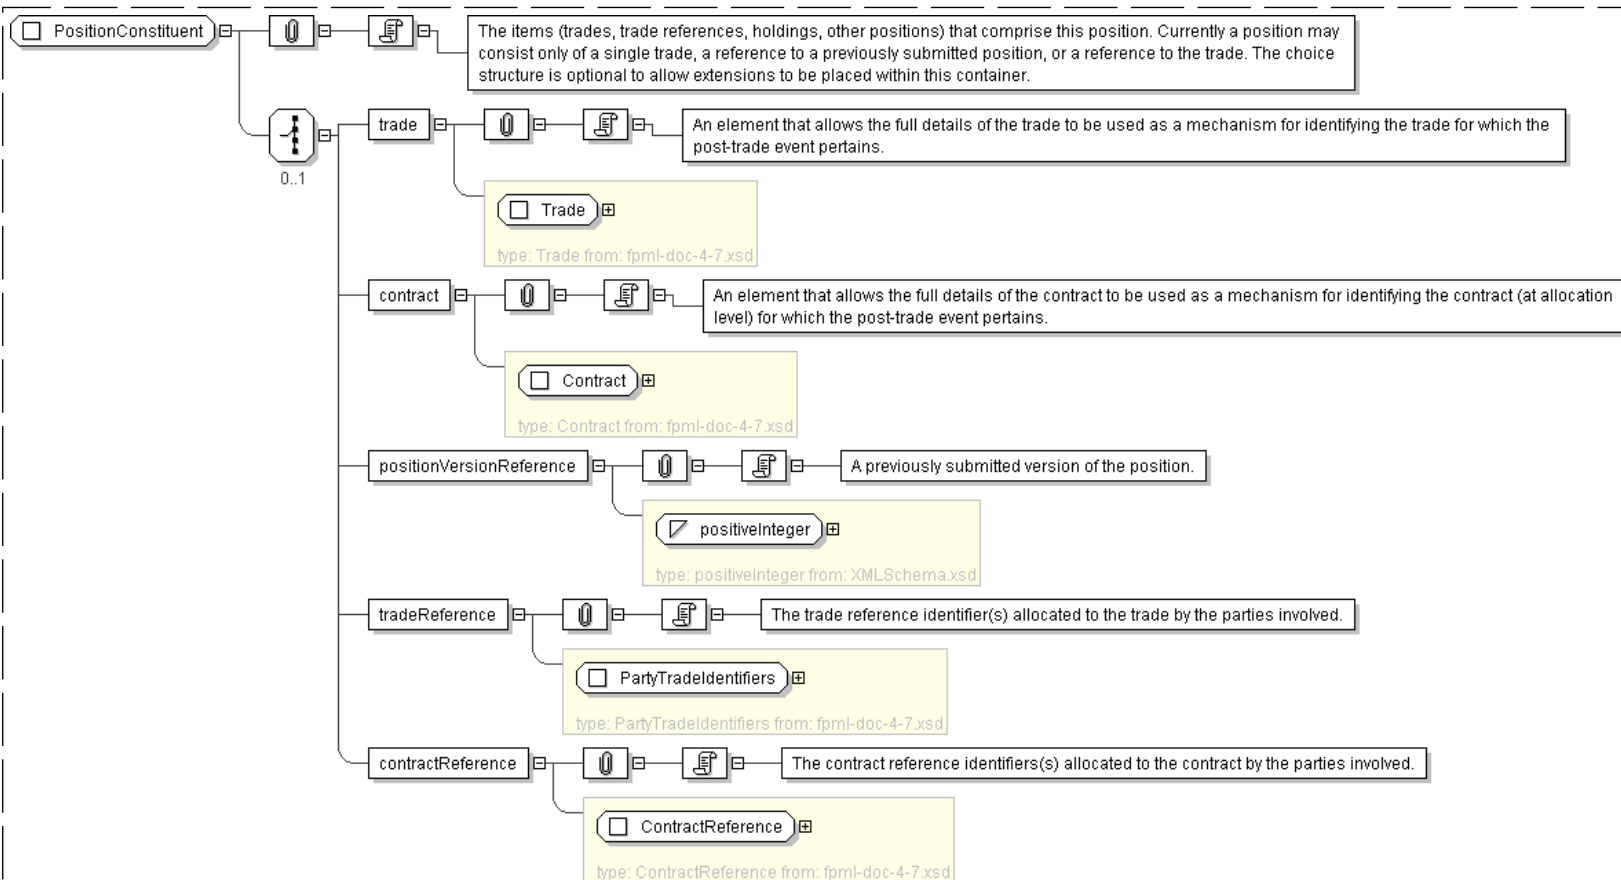 PositionConstituent
The items (trades, trade references, holdings, other positions) that comprise this position. Currently a position may
consist only of a single trade, a reference to a previously submitted position, or a reference to the trade. The choice
structure is optional to allow extensions to be placed within this container.
0..1
trade
An element that allows the full details of the trade to be used as a mechanism for identifying the trade for which the
post-trade event pertains.
Trade
type: Trade from: fpml-doc-4-7.xsd
contract
An element that allows the full details of the contract to be used as a mechanism for identifying the contract (at allocation
level) for which the post-trade event pertains.
Contract
type: Contract from: fpml-doc-4-7.xsd
positionVersionReference
A previously submitted version of the position.
positiveInteger
type: positiveInteger from: XMLSchema.xsd
tradeReference
The trade reference identifier(s) allocated to the trade by the parties involved.
PartyTradeIdentifiers
type: PartyTradeIdentifiers from: fpml-doc-4-7.xsd
contractReference
The contract reference identifiers(s) allocated to the contract by the parties involved.
ContractReference
type: ContractReference from: fpml-doc-4-7.xsd